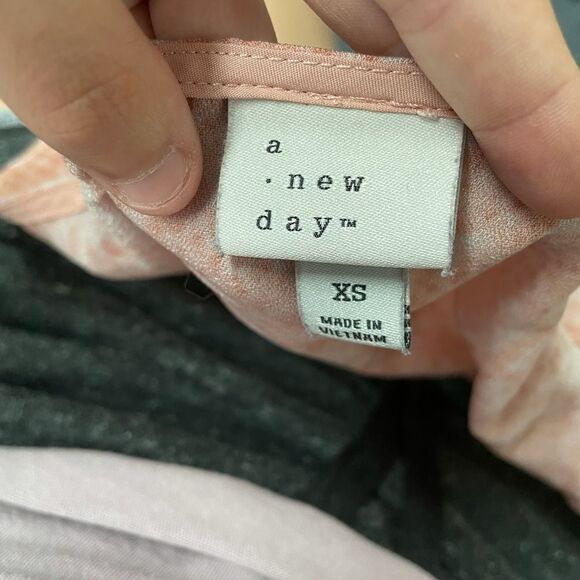 a
· new
day™
XS
MADE IN
VIETNAM